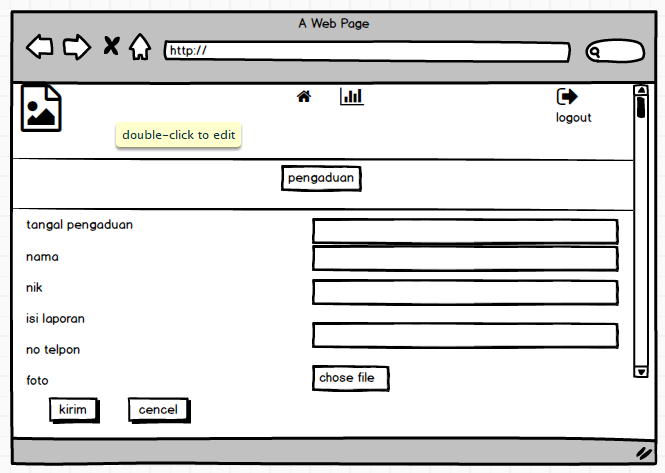 A Web Page
http://
logout
double-click to edit
pengaduan
tangal pengaduan
nama
nik
isi laporan
no telpon
foto
chose file
kirim
cencel